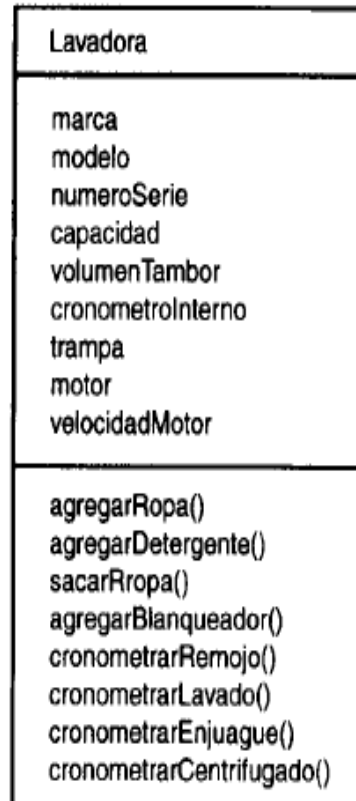 Lavadora
marca
modelo
numeroSerie
capacidad
volumenTambor
cronometroInterno
trampa
motor
velocidadMotor
agregarRopa()
agregarDetergente()
sacarRropa()
agregarBlanqueador()
cronometrarRemojo()
cronometrarLavado()
cronometrarEnjuague()
cronometrarCentrifugado()